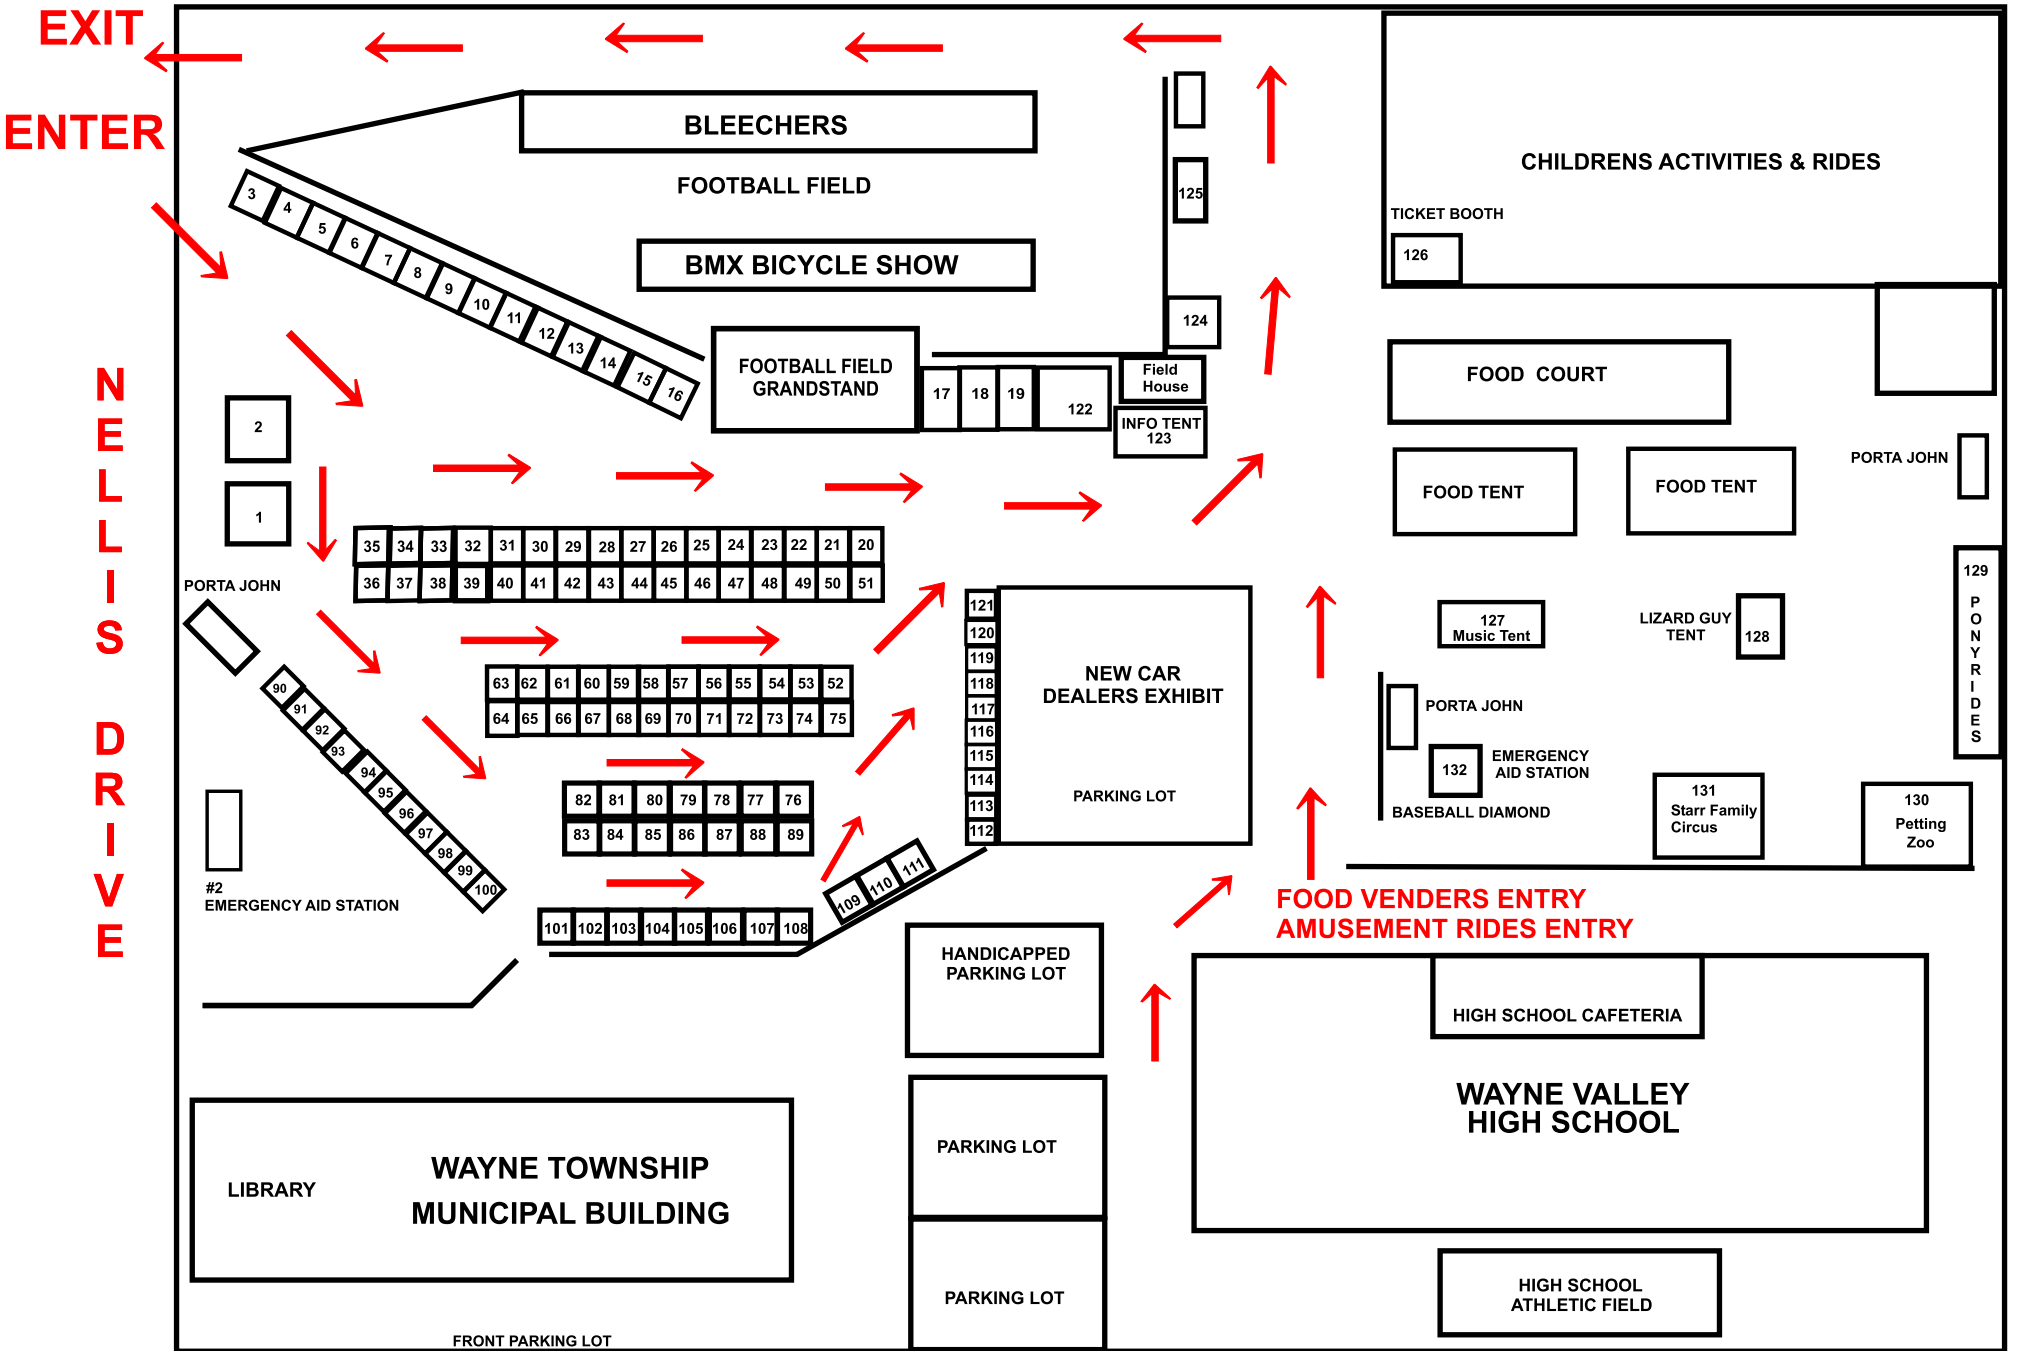 EXIT
ENTER
NELLIS DRIVE
BLEECHERS
FOOTBALL FIELD
BMX BICYCLE SHOW
FOOTBALL FIELD
GRANDSTAND
3
4
5
6
7
8
9
10
11
12
13
14
15
16
17 18 19 122
Field
House
INFO TENT
123
124
125
CHILDRENS ACTIVITIES & RIDES
TICKET BOOTH
126
FOOD COURT
FOOD TENT
FOOD TENT
PORTA JOHN
2
1
PORTA JOHN
35 34 33 32 31 30 29 28 27 26 25 24 23 22 21 20
36 37 38 39 40 41 42 43 44 45 46 47 48 49 50 51
63 62 61 60 59 58 57 56 55 54 53 52
64 65 66 67 68 69 70 71 72 73 74 75
82 81 80 79 78 77 76
83 84 85 86 87 88 89
90
91
92
93
94
95
96
97
98
99
100
101 102 103 104 105 106 107 108
109 110 111
121
120
119
118
117
116
115
114
113
112
NEW CAR
DEALERS EXHIBIT
PARKING LOT
127
Music Tent
LIZARD GUY
TENT
128
129
PONYRIDES
PORTA JOHN
132
EMERGENCY
AID STATION
BASEBALL DIAMOND
131
Starr Family
Circus
130
Petting
Zoo
#2
EMERGENCY AID STATION
FOOD VENDERS ENTRY
AMUSEMENT RIDES ENTRY
HANDICAPPED
PARKING LOT
PARKING LOT
PARKING LOT
HIGH SCHOOL CAFETERIA
WAYNE VALLEY
HIGH SCHOOL
HIGH SCHOOL
ATHLETIC FIELD
LIBRARY
WAYNE TOWNSHIP
MUNICIPAL BUILDING
FRONT PARKING LOT